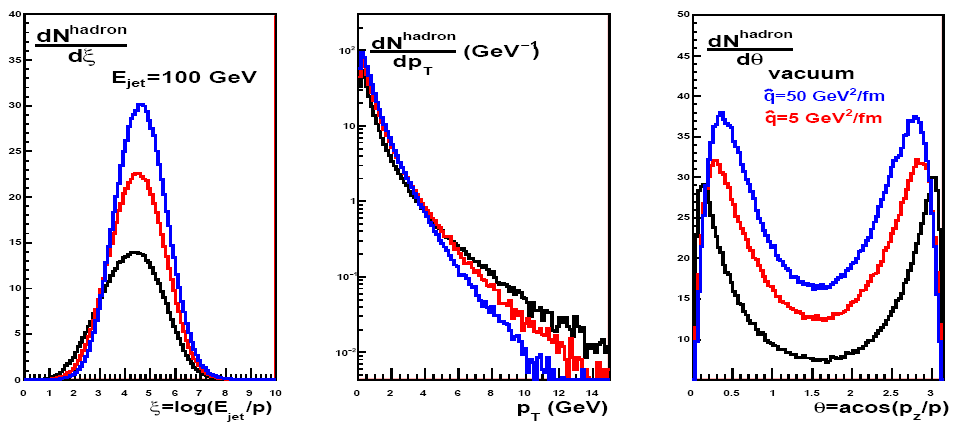 dN^hadron
dξ
E_jet=100 GeV
40
35
30
25
20
15
10
5
0
0 1 2 3 4 5 6 7 8 9 10
ξ=log(E_jet/p)
dN^hadron
dp_T
(GeV⁻¹)
10²
10
1
10⁻¹
10⁻²
0 2 4 6 8 10 12 14
p_T (GeV)
dN^hadron
dθ
vacuum
q̂=50 GeV²/fm
q̂=5 GeV²/fm
50
45
40
35
30
25
20
15
10
0 0.5 1 1.5 2 2.5 3
θ=acos(p_z/p)